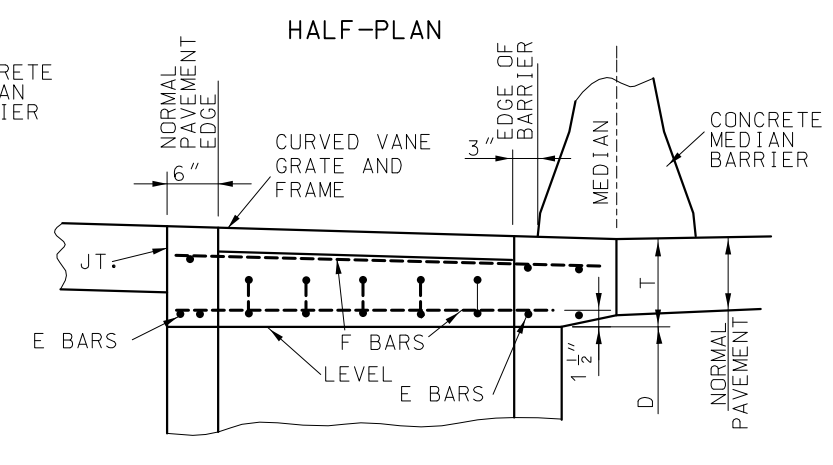 HALF-PLAN
RETE
AN
IER
NORMAL
PAVEMENT
EDGE
EDGE OF
BARRIER
6"
3"
CURVED VANE
GRATE AND
FRAME
MEDIAN
CONCRETE
MEDIAN
BARRIER
JT.
T
E BARS
F BARS
LEVEL
E BARS
1 1/2"
D
NORMAL
PAVEMENT